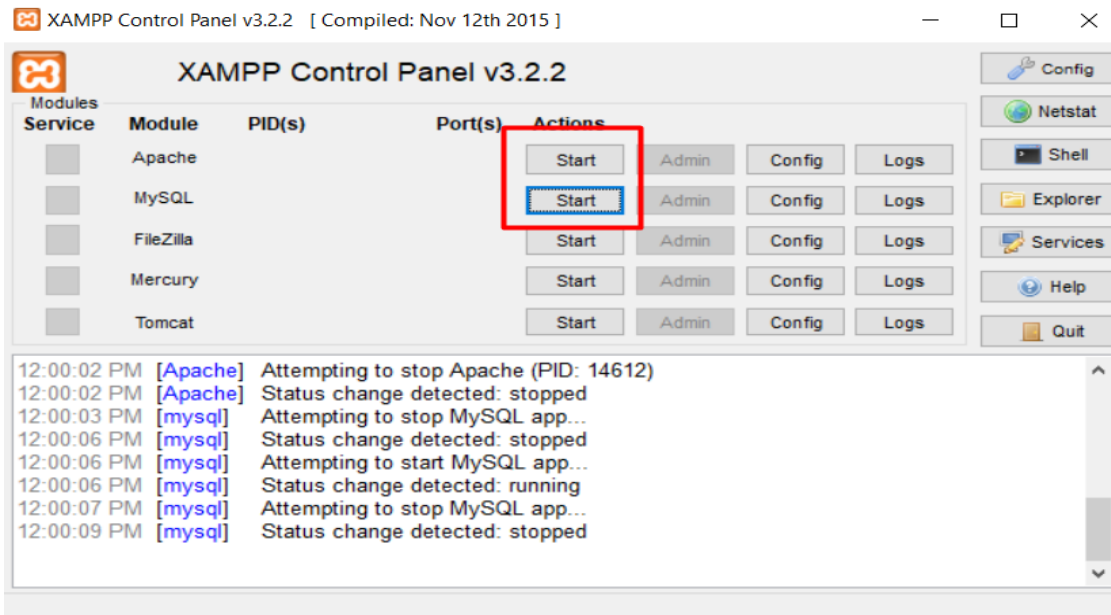 XAMPP Control Panel v3.2.2 [ Compiled: Nov 12th 2015 ]
XAMPP Control Panel v3.2.2
Config
Modules
Service Module PID(s) Port(s) Actions
Netstat
Apache Start Admin Config Logs
Shell
MySQL Start Admin Config Logs
Explorer
FileZilla Start Admin Config Logs
Services
Mercury Start Admin Config Logs
Help
Tomcat Start Admin Config Logs
Quit
12:00:02 PM [Apache] Attempting to stop Apache (PID: 14612)
12:00:02 PM [Apache] Status change detected: stopped
12:00:03 PM [mysql] Attempting to stop MySQL app...
12:00:06 PM [mysql] Status change detected: stopped
12:00:06 PM [mysql] Attempting to start MySQL app...
12:00:06 PM [mysql] Status change detected: running
12:00:07 PM [mysql] Attempting to stop MySQL app...
12:00:09 PM [mysql] Status change detected: stopped